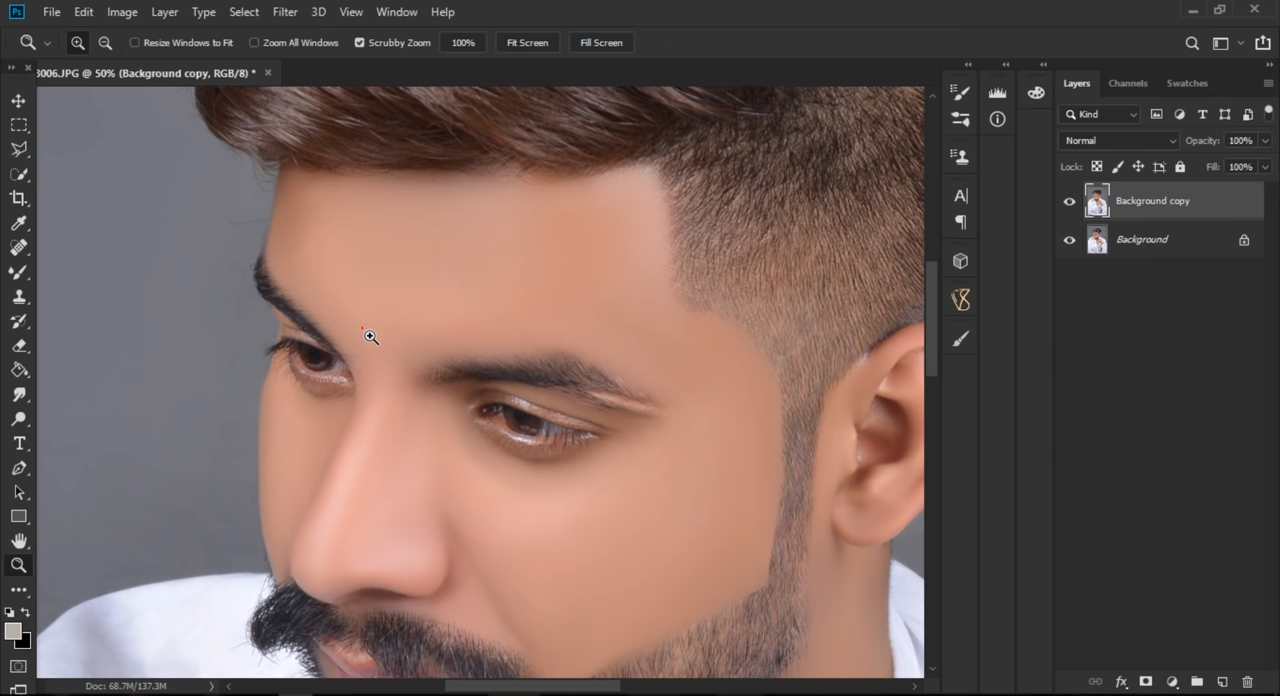 Ps File Edit Image Layer Type Select Filter 3D View Window Help
Resize Windows to Fit Zoom All Windows Scrubby Zoom 100% Fit Screen Fill Screen
3006.JPG @ 50% (Background copy, RGB/8) *
Layers Channels Swatches
Kind
Normal Opacity: 100%
Lock: Fill: 100%
Background copy
Background
Doc: 68.7M/137.3M